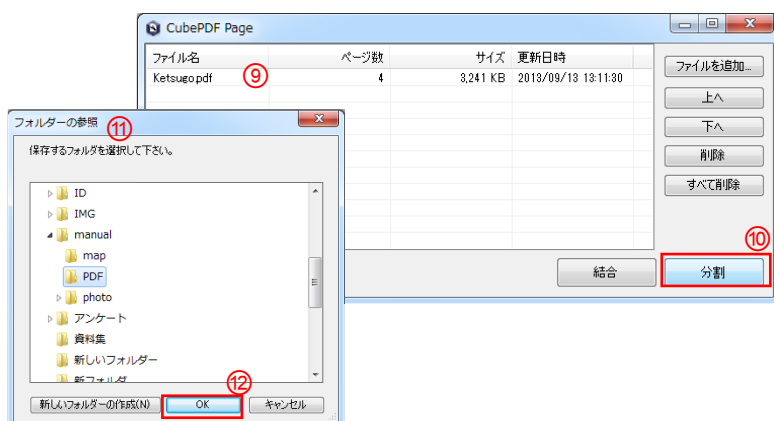 CubePDF Page
ファイル名 ページ数 サイズ 更新日時
Ketsugo.pdf ⑨ 4 3,241 KB 2013/09/13 13:11:30
ファイルを追加...
上へ
下へ
削除
すべて削除
⑩
結合 分割
フォルダーの参照 ⑪
保存するフォルダを選択して下さい。
ID
IMG
manual
map
PDF
photo
アンケート
資料集
新しいフォルダー
新フォルダ
⑫
新しいフォルダーの作成(N) OK キャンセル